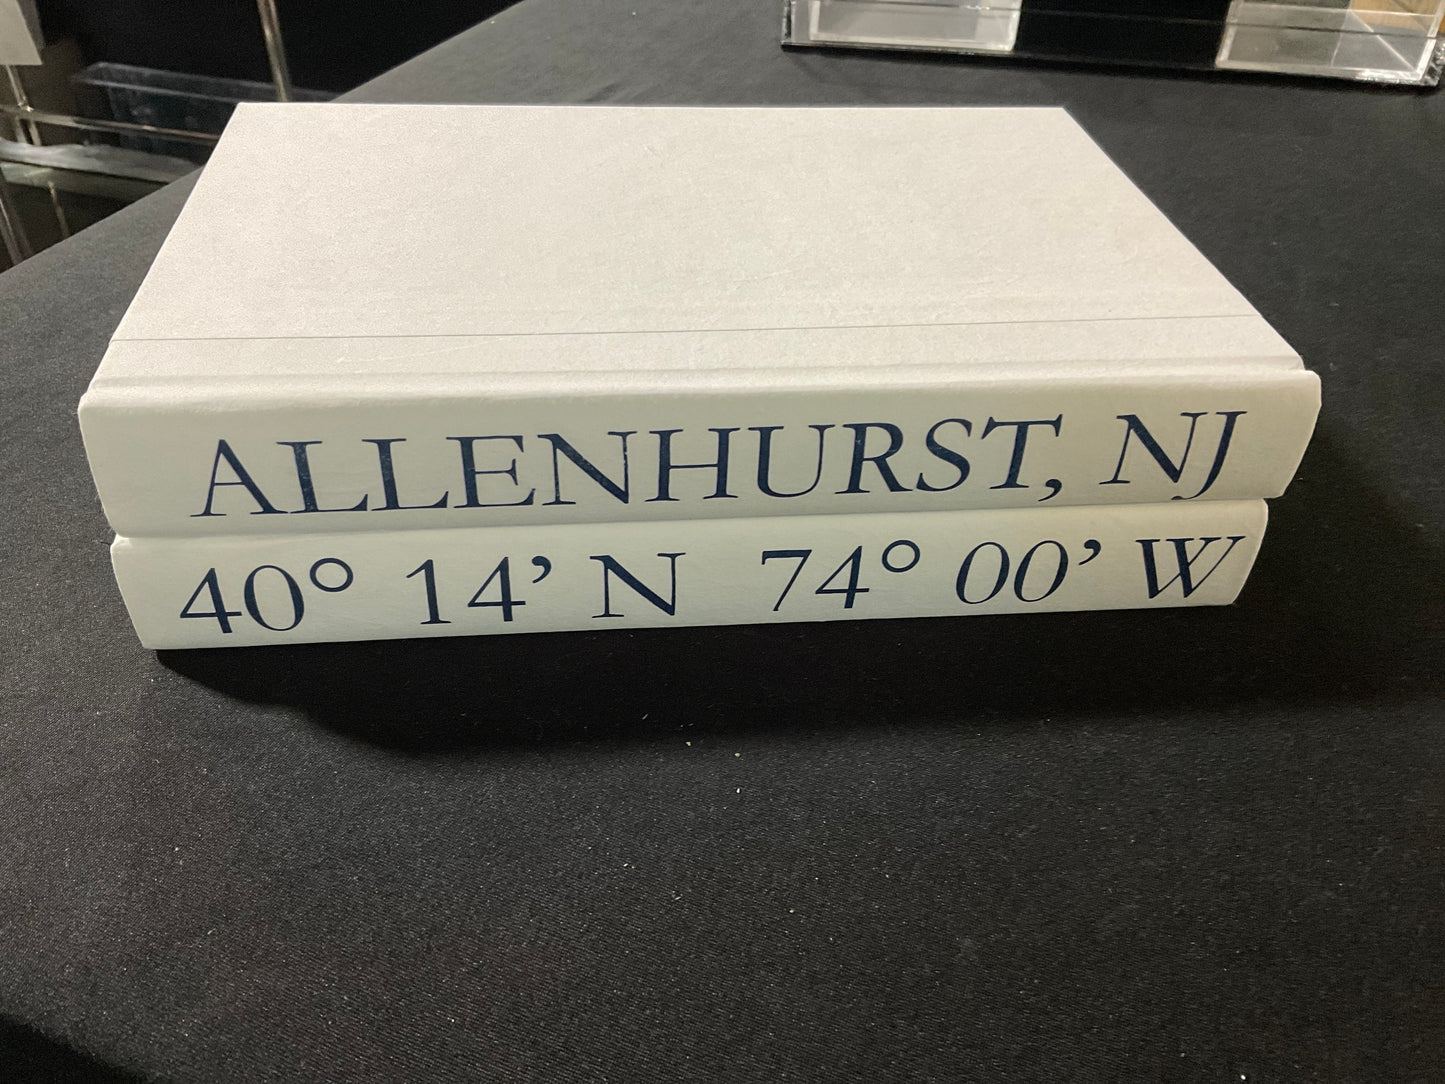 ALLENHURST, NJ
40° 14’ N 74° 00’ W